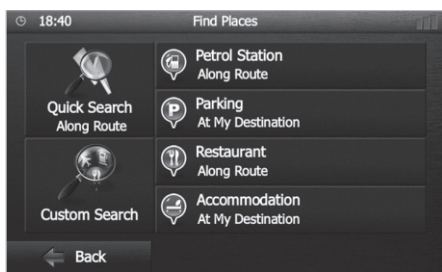 18:40
Find Places
Quick Search
Along Route
Custom Search
Petrol Station
Along Route
P
Parking
At My Destination
Restaurant
Along Route
Accommodation
At My Destination
Back